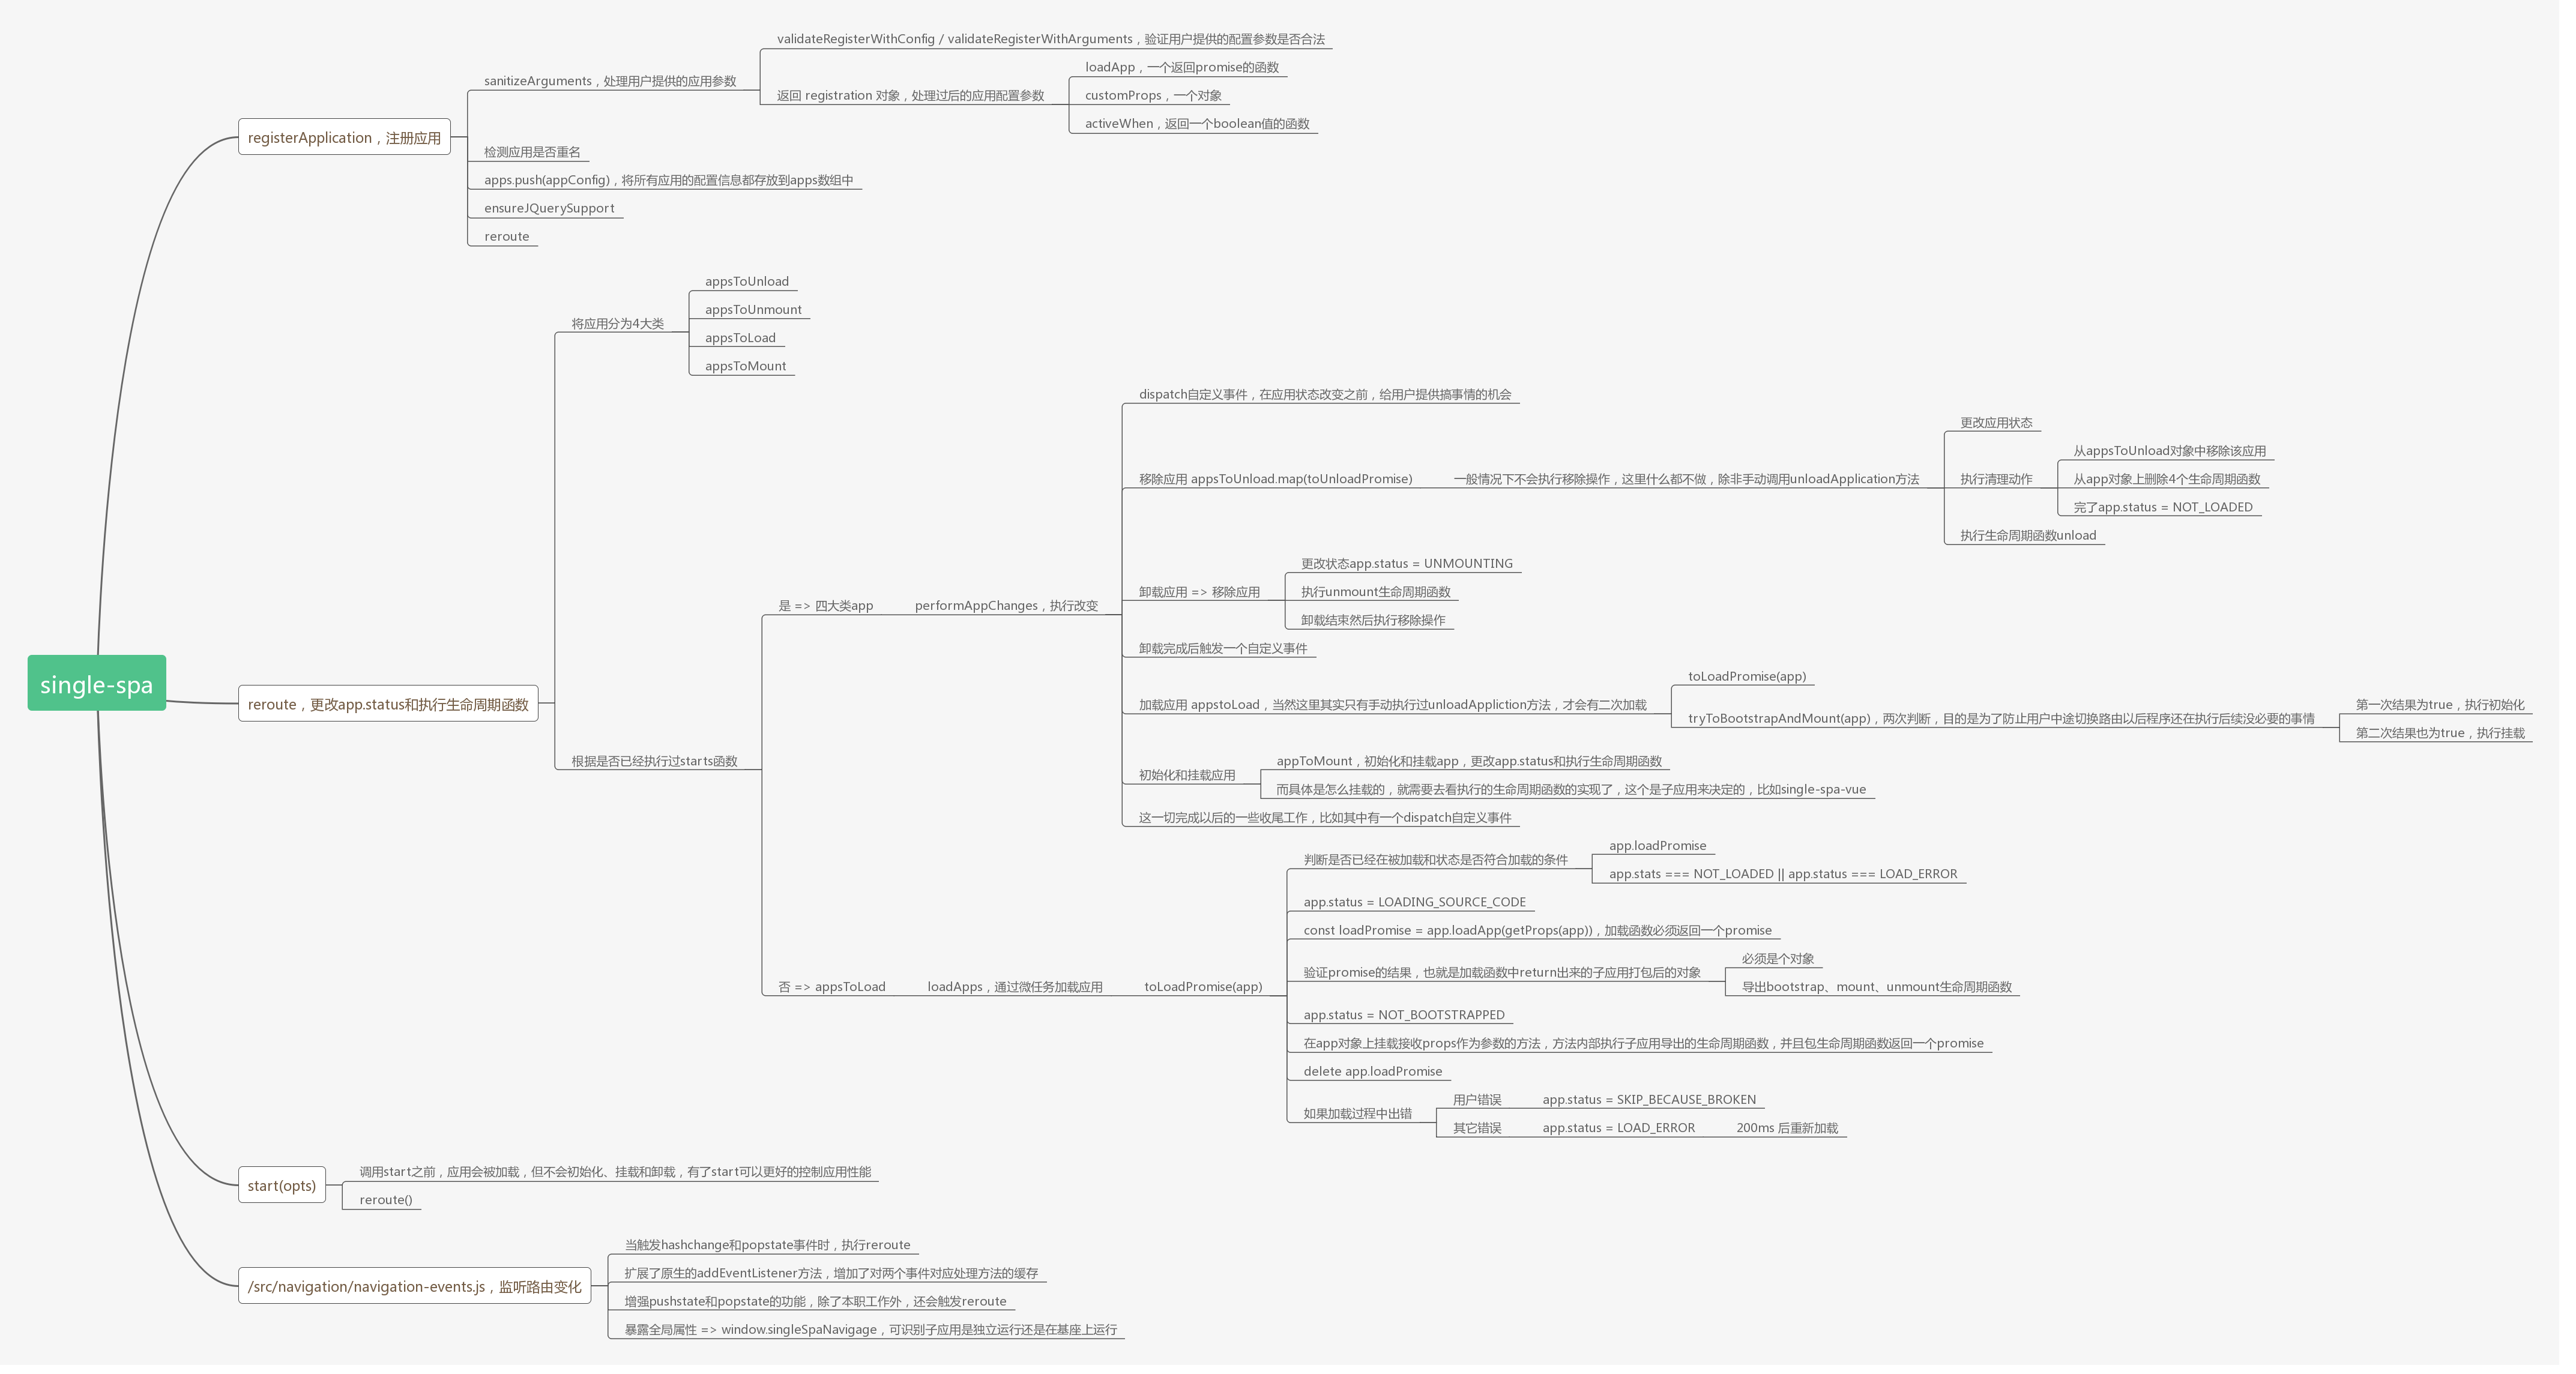 single-spa
registerApplication，注册应用
sanitizeArguments，处理用户提供的应用参数
validateRegisterWithConfig / validateRegisterWithArguments，验证用户提供的配置参数是否合法
返回 registration 对象，处理过后的应用配置参数
loadApp，一个返回promise的函数
customProps，一个对象
activeWhen，返回一个boolean值的函数
检测应用是否重名
apps.push(appConfig)，将所有应用的配置信息都存放到apps数组中
ensureJQuerySupport
reroute
reroute，更改app.status和执行生命周期函数
将应用分为4大类
appsToUnload
appsToUnmount
appsToLoad
appsToMount
根据是否已经执行过starts函数
是 => 四大类app
performAppChanges，执行改变
dispatch自定义事件，在应用状态改变之前，给用户提供搞事情的机会
移除应用 appsToUnload.map(toUnloadPromise)
一般情况下不会执行移除操作，这里什么都不做，除非手动调用unloadApplication方法
更改应用状态
执行清理动作
从appsToUnload对象中移除该应用
从app对象上删除4个生命周期函数
完了app.status = NOT_LOADED
执行生命周期函数unload
卸载应用 => 移除应用
更改状态app.status = UNMOUNTING
执行unmount生命周期函数
卸载结束然后执行移除操作
卸载完成后触发一个自定义事件
加载应用 appstoLoad，当然这里其实只有手动执行过unloadAppliction方法，才会有二次加载
toLoadPromise(app)
tryToBootstrapAndMount(app)，两次判断，目的是为了防止用户中途切换路由以后程序还在执行后续没必要的事情
第一次结果为true，执行初始化
第二次结果也为true，执行挂载
初始化和挂载应用
appToMount，初始化和挂载app，更改app.status和执行生命周期函数
而具体是怎么挂载的，就需要去看执行的生命周期函数的实现了，这个是子应用来决定的，比如single-spa-vue
这一切完成以后的一些收尾工作，比如其中有一个dispatch自定义事件
否 => appsToLoad
loadApps，通过微任务加载应用
toLoadPromise(app)
判断是否已经在被加载和状态是否符合加载的条件
app.loadPromise
app.stats === NOT_LOADED || app.status === LOAD_ERROR
app.status = LOADING_SOURCE_CODE
const loadPromise = app.loadApp(getProps(app))，加载函数必须返回一个promise
验证promise的结果，也就是加载函数中return出来的子应用打包后的对象
必须是个对象
导出bootstrap、mount、unmount生命周期函数
app.status = NOT_BOOTSTRAPPED
在app对象上挂载接收props作为参数的方法，方法内部执行子应用导出的生命周期函数，并且包生命周期函数返回一个promise
delete app.loadPromise
如果加载过程中出错
用户错误
app.status = SKIP_BECAUSE_BROKEN
其它错误
app.status = LOAD_ERROR
200ms 后重新加载
start(opts)
调用start之前，应用会被加载，但不会初始化、挂载和卸载，有了start可以更好的控制应用性能
reroute()
/src/navigation/navigation-events.js，监听路由变化
当触发hashchange和popstate事件时，执行reroute
扩展了原生的addEventListener方法，增加了对两个事件对应处理方法的缓存
增强pushstate和popstate的功能，除了本职工作外，还会触发reroute
暴露全局属性 => window.singleSpaNavigage，可识别子应用是独立运行还是在基座上运行